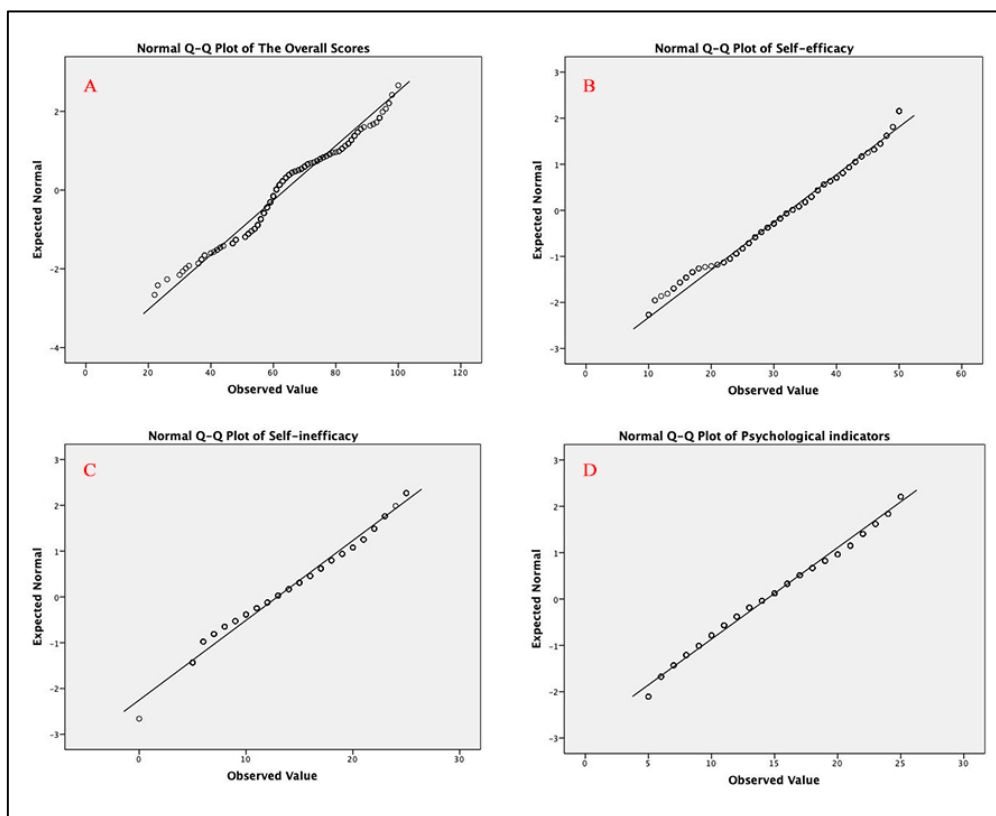 Normal Q-Q Plot of The Overall Scores
A
Expected Normal
2
0
-2
-4
0 20 40 60 80 100 120
Observed Value
Normal Q-Q Plot of Self-efficacy
B
Expected Normal
3
2
1
0
-1
-2
-3
0 10 20 30 40 50 60
Observed Value
Normal Q-Q Plot of Self-inefficacy
C
Expected Normal
3
2
1
0
-1
-2
-3
0 10 20 30
Observed Value
Normal Q-Q Plot of Psychological indicators
D
Expected Normal
3
2
1
0
-1
-2
-3
0 5 10 15 20 25 30
Observed Value